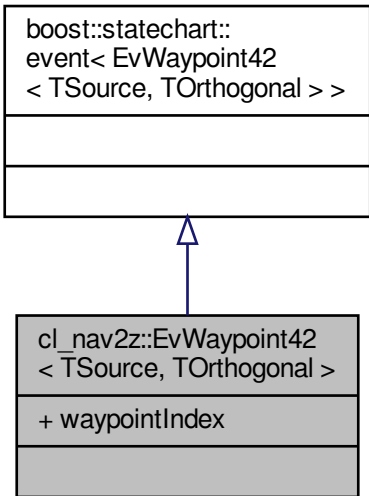 boost::statechart::
event< EvWaypoint42
< TSource, TOrthogonal > >
cl_nav2z::EvWaypoint42
< TSource, TOrthogonal >
+ waypointIndex